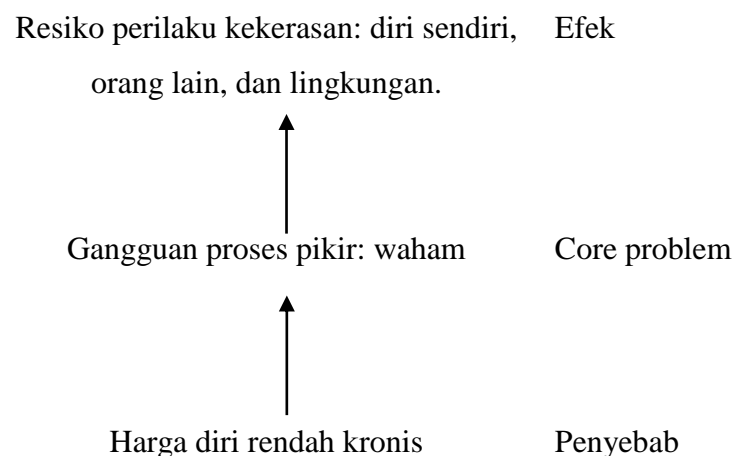 Resiko perilaku kekerasan: diri sendiri, Efek
orang lain, dan lingkungan.
Gangguan proses pikir: waham Core problem
Harga diri rendah kronis Penyebab